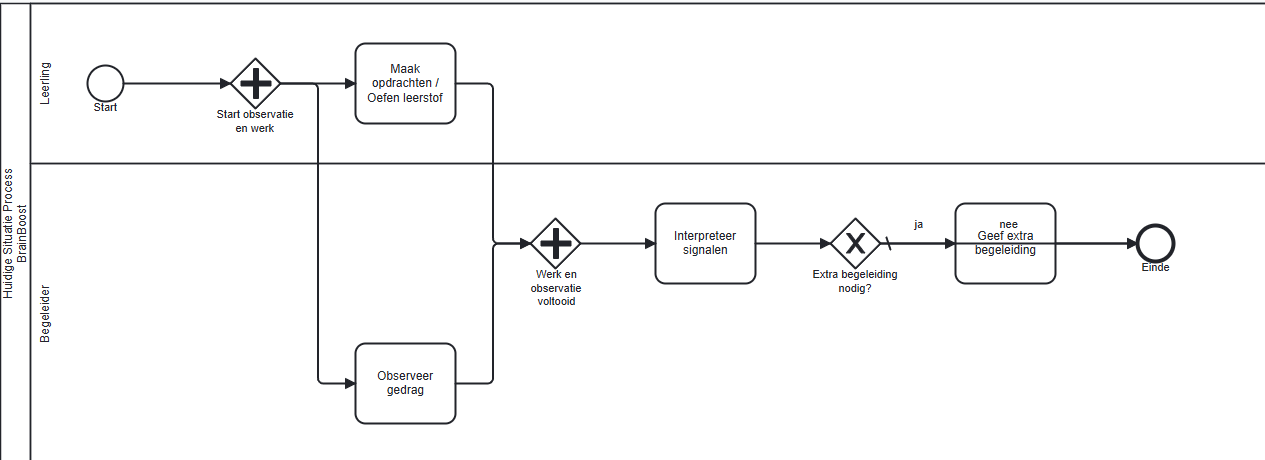 Huidige Situatie Process
BrainBoost
Leerling
Start
Start observatie
en werk
Maak
opdrachten /
Oefen leerstof
Begeleider
Observeer
gedrag
Werk en
observatie
voltooid
Interpreteer
signalen
Extra begeleiding
nodig?
ja
nee
Geef extra
begeleiding
Einde